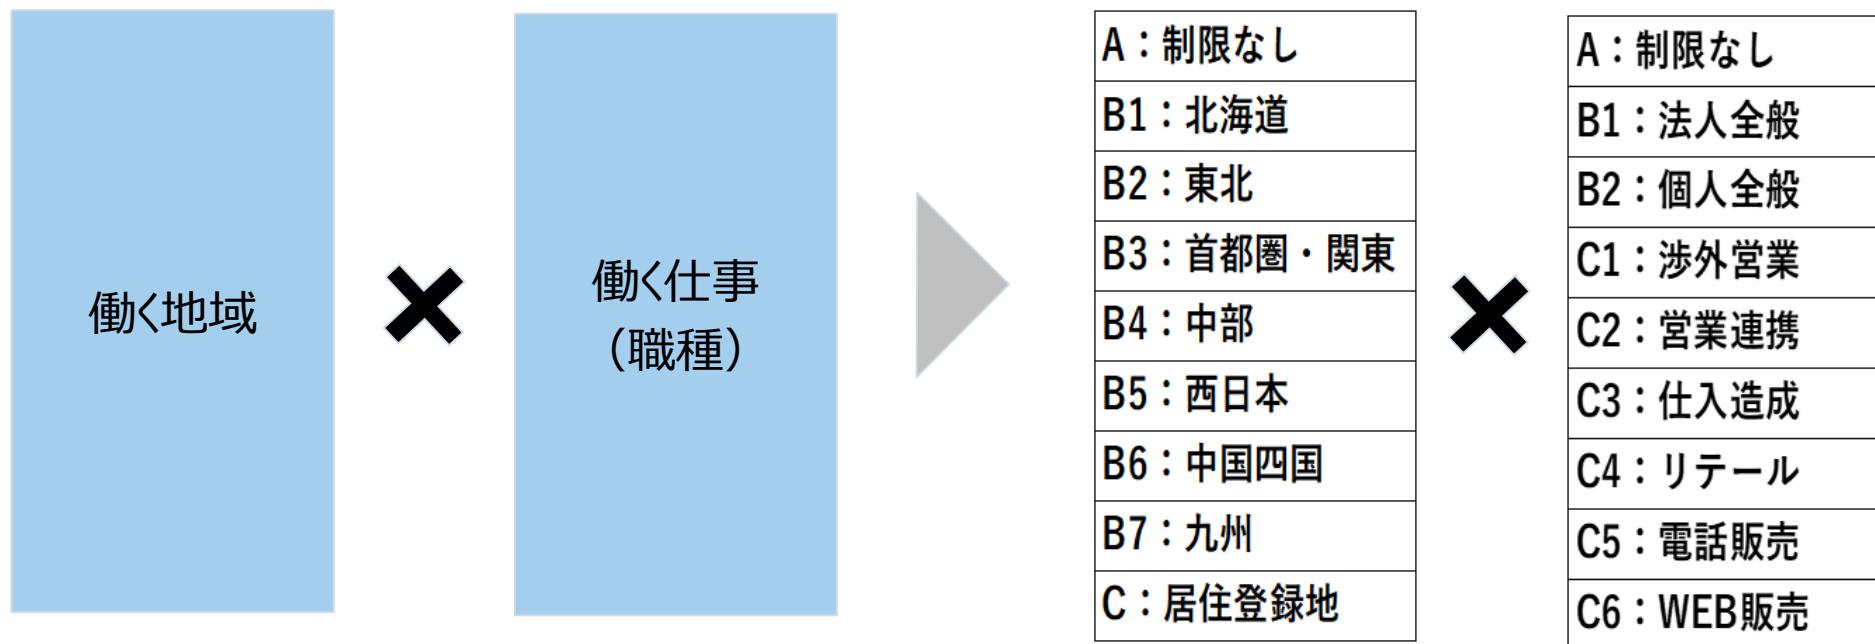 働く地域
働く仕事
（職種）
A：制限なし
B1：北海道
B2：東北
B3：首都圏・関東
B4：中部
B5：西日本
B6：中国四国
B7：九州
C：居住登録地
A：制限なし
B1：法人全般
B2：個人全般
C1：渉外営業
C2：営業連携
C3：仕入造成
C4：リテール
C5：電話販売
C6：WEB販売